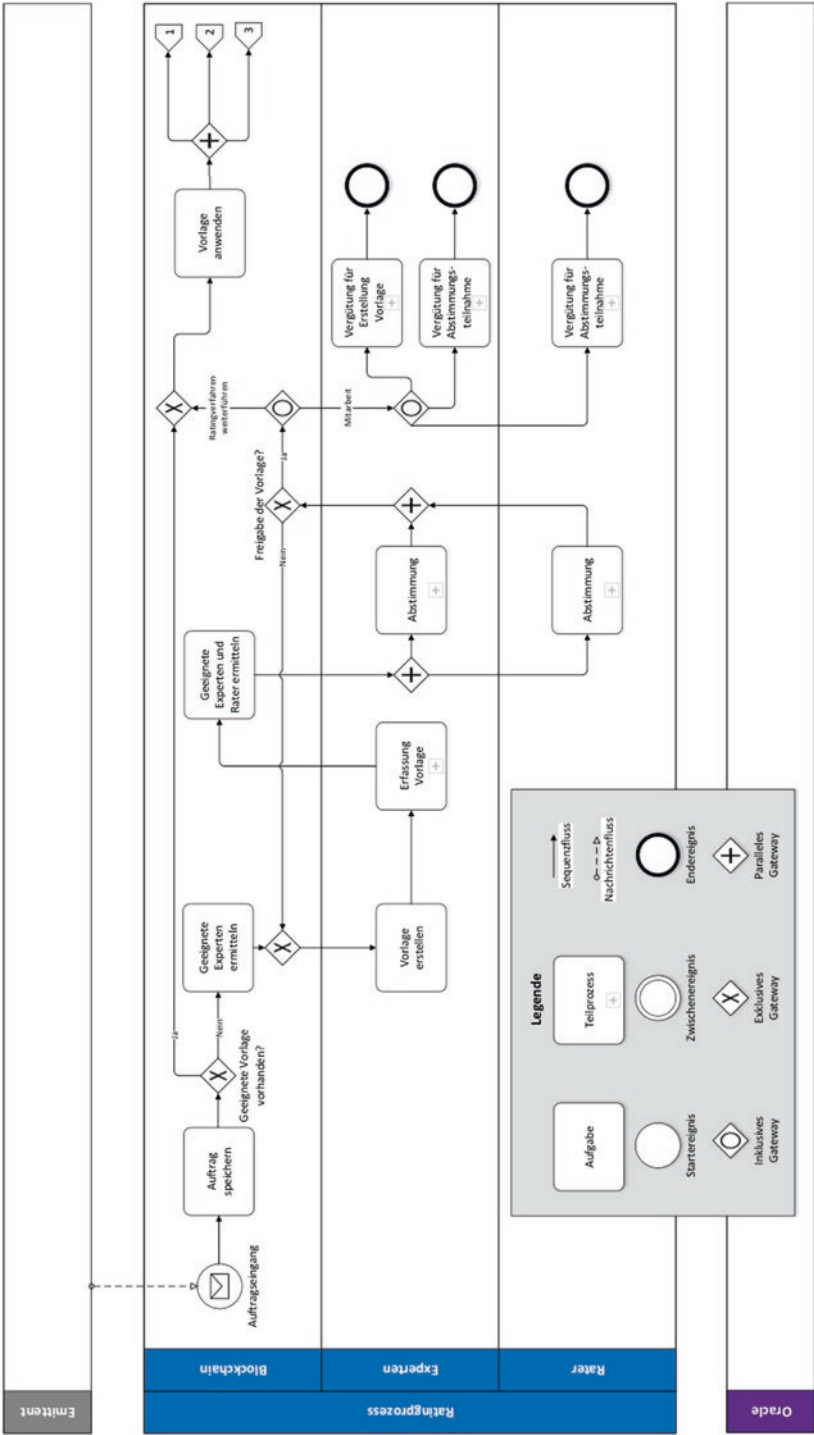 Emittent
Ratingprozess
Blockchain
Auftragseingang
Auftrag
speichern
Geeignete Vorlage
vorhanden?
Ja
Nein
Geeignete
Experten
ermitteln
Geeignete
Experten und
Rater ermitteln
Freigabe der Vorlage?
Nein
Ja
Ratingverfahren
weiterführen
Vorlage
anwenden
1
2
3
Experten
Vorlage
erstellen
Erfassung
Vorlage
Abstimmung
Mitarbeit
Vergütung für
Erstellung
Vorlage
Vergütung für
Abstimmungs-
teilnahme
Rater
Abstimmung
Vergütung für
Abstimmungs-
teilnahme
Legende
Aufgabe
Teilprozess
Sequenzfluss
Nachrichtenfluss
Startereignis
Zwischenereignis
Endereignis
Inklusives
Gateway
Exklusives
Gateway
Paralleles
Gateway
Oracle